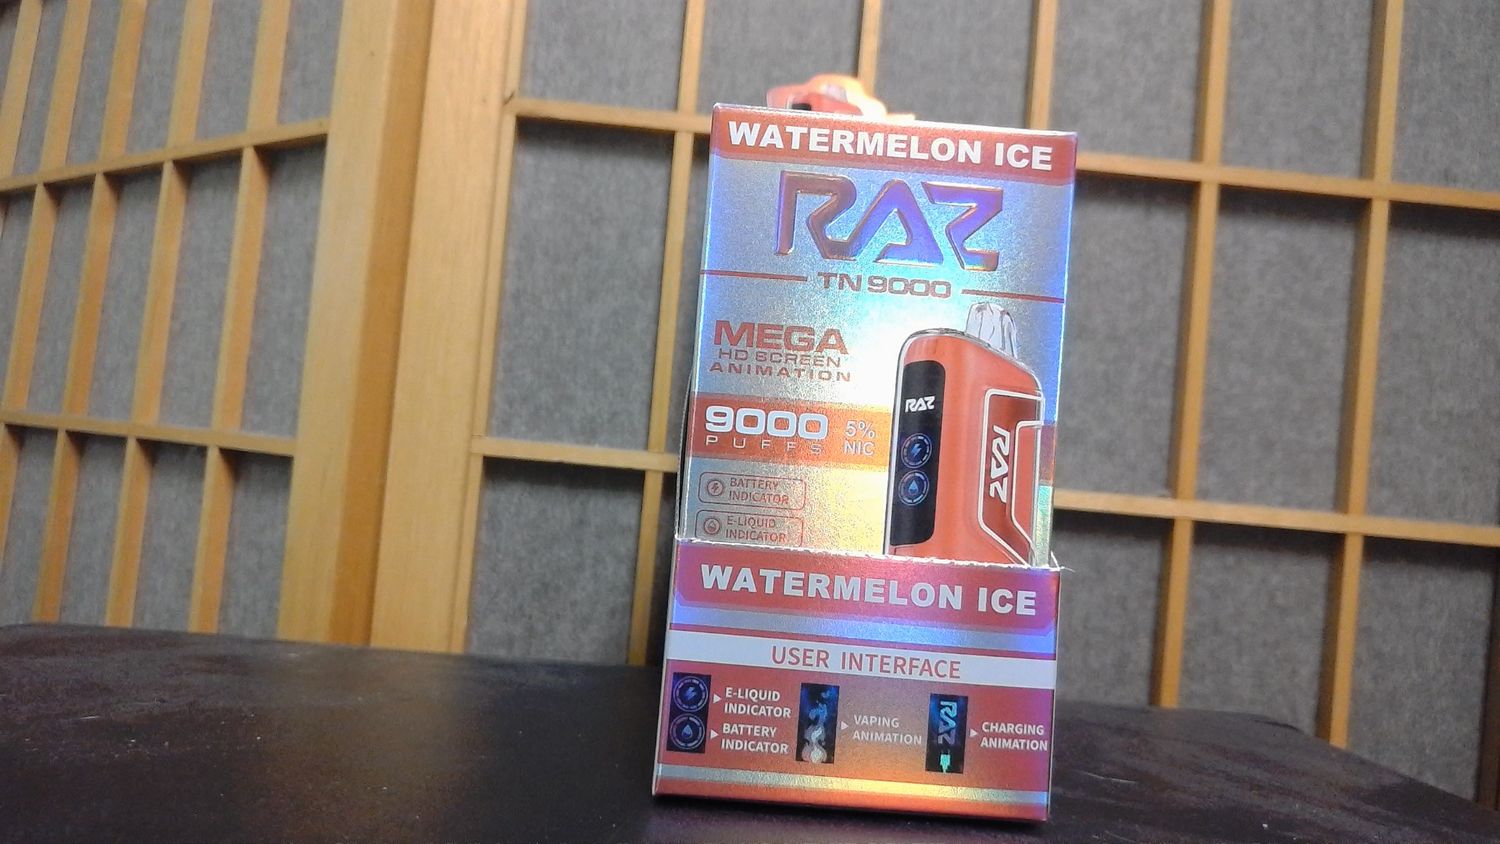 WATERMELON ICE
RAZ
TN 9000
MEGA
HD SCREEN
ANIMATION
9000
PUFFS
5%
NIC
RAZ
RAZ
BATTERY
INDICATOR
E-LIQUID
INDICATOR
WATERMELON ICE
USER INTERFACE
E-LIQUID
INDICATOR
BATTERY
INDICATOR
VAPING
ANIMATION
RAZ
CHARGING
ANIMATION